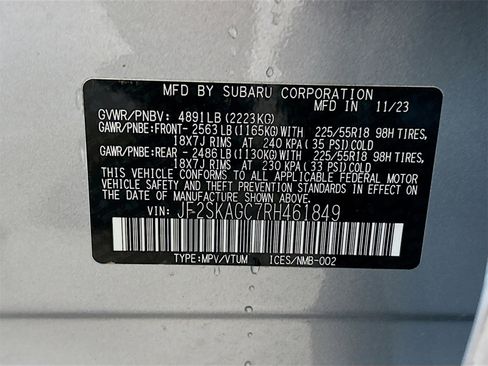 MFD BY SUBARU CORPORATION
MFD IN 11/23
GVWR/PNBV: 4891LB (2223KG)
GAWR/PNBE:FRONT- 2563LB (1165KG)WITH 225/55R18 98H TIRES,
18X7J RIMS AT 240 KPA ( 35 PSI)COLD
GAWR/PNBE:REAR - 2486LB (1130KG)WITH 225/55R18 98H TIRES,
18X7J RIMS AT 230 KPA ( 33 PSI)COLD
THIS VEHICLE CONFORMS TO ALL APPLICABLE FEDERAL MOTOR
VEHICLE SAFETY AND THEFT PREVENTION STANDARDS IN EFFECT
ON THE DATE OF MANUFACTURE SHOWN ABOVE.
VIN: JF2SKAGC7RH461849
TYPE:MPV/VTUM ICES/NMB-002